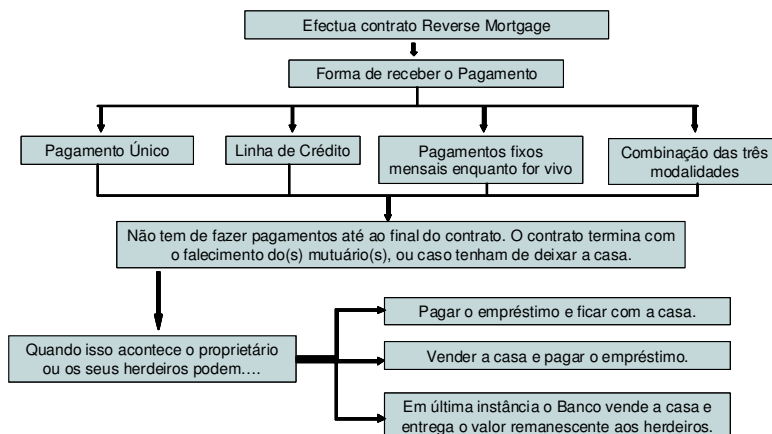 Efectua contrato Reverse Mortgage
Forma de receber o Pagamento
Pagamento Único
Linha de Crédito
Pagamentos fixos
mensais enquanto for vivo
Combinação das três
modalidades
Não tem de fazer pagamentos até ao final do contrato. O contrato termina com
o falecimento do(s) mutuário(s), ou caso tenham de deixar a casa.
Quando isso acontece o proprietário
ou os seus herdeiros podem….
Pagar o empréstimo e ficar com a casa.
Vender a casa e pagar o empréstimo.
Em última instância o Banco vende a casa e
entrega o valor remanescente aos herdeiros.